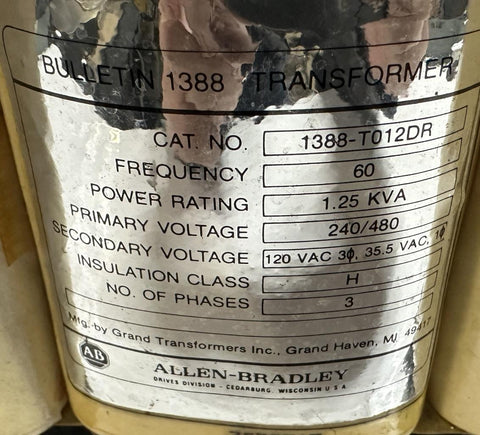 BULLETIN 1388 TRANSFORMER
CAT. NO. 1388-T012DR
FREQUENCY 60
POWER RATING 1.25 KVA
PRIMARY VOLTAGE 240/480
SECONDARY VOLTAGE 120 VAC 3ϕ, 35.5 VAC, 1ϕ
INSULATION CLASS H
NO. OF PHASES 3
Mfg. by Grand Transformers Inc., Grand Haven, MI 49417
AB
ALLEN-BRADLEY
DRIVES DIVISION - CEDARBURG, WISCONSIN U S A